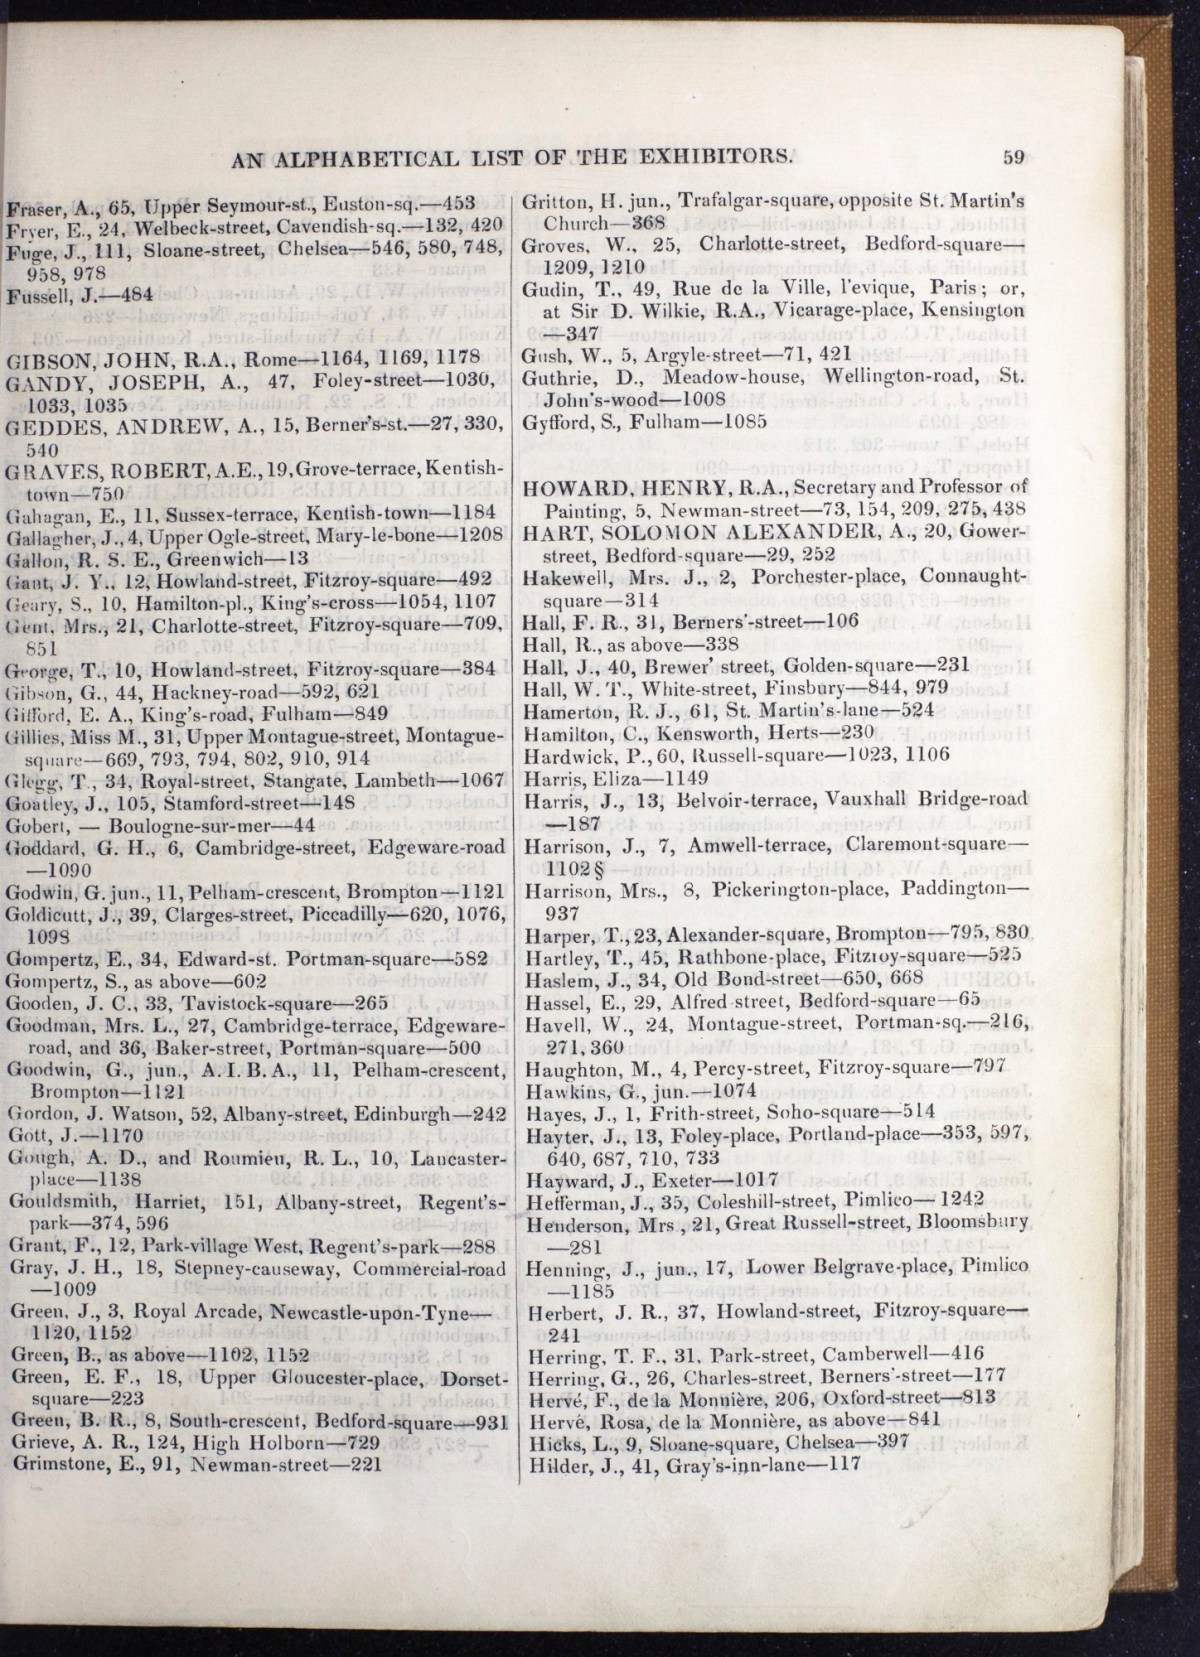 AN ALPHABETICAL LIST OF THE EXHIBITORS. 59
Fraser, A., 65, Upper Seymour-st., Euston-sq.—453
Fryer, E., 24, Welbeck-street, Cavendish-sq.—132, 420
Fuge, J., 111, Sloane-street, Chelsea—546, 580, 748,
958, 978
Fussell, J.—484
GIBSON, JOHN, R.A., Rome—1164, 1169, 1178
GANDY, JOSEPH, A., 47, Foley-street—1030,
1033, 1035
GEDDES, ANDREW, A., 15, Berner's-st.—27, 330,
540
GRAVES, ROBERT, A.E., 19, Grove-terrace, Kentish-
town—750
Gahagan, E., 11, Sussex-terrace, Kentish-town—1184
Gallagher, J., 4, Upper Ogle-street, Mary-le-bone—1208
Gallon, R. S. E., Greenwich—13
Gant, J. Y., 12, Howland-street, Fitzroy-square—492
Geary, S., 10, Hamilton-pl., King's-cross—1054, 1107
Gent, Mrs., 21, Charlotte-street, Fitzroy-square—709,
851
George, T., 10, Howland-street, Fitzroy-square—384
Gibson, G., 44, Hackney-road—592, 621
Gifford, E. A., King's-road, Fulham—849
Gillies, Miss M., 31, Upper Montague-street, Montague-
square—669, 793, 794, 802, 910, 914
Glegg, T., 34, Royal-street, Stangate, Lambeth—1067
Goatley, J., 105, Stamford-street—148
Gobert, — Boulogne-sur-mer—44
Goddard, G. H., 6, Cambridge-street, Edgeware-road
—1090
Godwin, G. jun., 11, Pelham-crescent, Brompton—1121
Goldicutt, J., 39, Clarges-street, Piccadilly—620, 1076,
1098
Gompertz, E., 34, Edward-st. Portman-square—582
Gompertz, S., as above—602
Gooden, J. C., 33, Tavistock-square—265
Goodman, Mrs. L., 27, Cambridge-terrace, Edgeware-
road, and 36, Baker-street, Portman-square—500
Goodwin, G., jun., A.I.B.A., 11, Pelham-crescent,
Brompton—1121
Gordon, J. Watson, 52, Albany-street, Edinburgh—242
Gott, J.—1170
Gough, A. D., and Roumieu, R. L., 10, Lancaster-
place—1138
Gouldsmith, Harriet, 151, Albany-street, Regent's-
park—374, 596
Grant, F., 12, Park-village West, Regent's-park—288
Gray, J. H., 18, Stepney-causeway, Commercial-road
—1009
Green, J., 3, Royal Arcade, Newcastle-upon-Tyne—
1120, 1152
Green, B., as above—1102, 1152
Green, E. F., 18, Upper Gloucester-place, Dorset-
square—223
Green, B. R., 8, South-crescent, Bedford-square—931
Grieve, A. R., 124, High Holborn—729
Grimstone, E., 91, Newman-street—221
Gritton, H. jun., Trafalgar-square, opposite St. Martin's
Church—368
Groves, W., 25, Charlotte-street, Bedford-square—
1209, 1210
Gudin, T., 49, Rue de la Ville, l'evique, Paris; or,
at Sir D. Wilkie, R.A., Vicarage-place, Kensington
—347
Gush, W., 5, Argyle-street—71, 421
Guthrie, D., Meadow-house, Wellington-road, St.
John's-wood—1008
Gyfford, S., Fulham—1085
HOWARD, HENRY, R.A., Secretary and Professor of
Painting, 5, Newman-street—73, 154, 209, 275, 438
HART, SOLOMON ALEXANDER, A., 20, Gower-
street, Bedford-square—29, 252
Hakewell, Mrs. J., 2, Porchester-place, Connaught-
square—314
Hall, F. R., 31, Berners'-street—106
Hall, R., as above—338
Hall, J., 40, Brewer' street, Golden-square—231
Hall, W. T., White-street, Finsbury—844, 979
Hamerton, R. J., 61, St. Martin's-lane—524
Hamilton, C., Kensworth, Herts—230
Hardwick, P., 60, Russell-square—1023, 1106
Harris, Eliza—1149
Harris, J., 13, Belvoir-terrace, Vauxhall Bridge-road
—187
Harrison, J., 7, Amwell-terrace, Claremont-square—
1102§
Harrison, Mrs., 8, Pickerington-place, Paddington—
937
Harper, T., 23, Alexander-square, Brompton—795, 830
Hartley, T., 45, Rathbone-place, Fitzroy-square—525
Haslem, J., 34, Old Bond-street—650, 668
Hassel, E., 29, Alfred street, Bedford-square—65
Havell, W., 24, Montague-street, Portman-sq.—216,
271, 360
Haughton, M., 4, Percy-street, Fitzroy-square—797
Hawkins, G., jun.—1074
Hayes, J., 1, Frith-street, Soho-square—514
Hayter, J., 13, Foley-place, Portland-place—353, 597,
640, 687, 710, 733
Hayward, J., Exeter—1017
Hefferman, J., 35, Coleshill-street, Pimlico—1242
Henderson, Mrs., 21, Great Russell-street, Bloomsbury
—281
Henning, J., jun., 17, Lower Belgrave-place, Pimlico
—1185
Herbert, J. R., 37, Howland-street, Fitzroy-square—
241
Herring, T. F., 31, Park-street, Camberwell—416
Herring, G., 26, Charles-street, Berners'-street—177
Hervé, F., de la Monnière, 206, Oxford-street—813
Hervé, Rosa, de la Monnière, as above—841
Hicks, L., 9, Sloane-square, Chelsea—397
Hilder, J., 41, Gray's-inn-lane—117